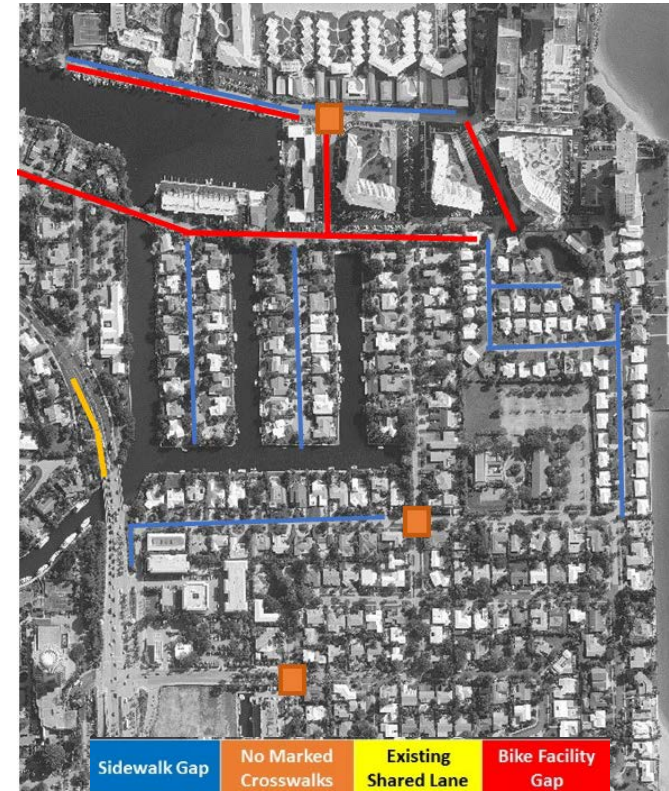 Sidewalk Gap
No Marked
Crosswalks
Existing
Shared Lane
Bike Facility
Gap